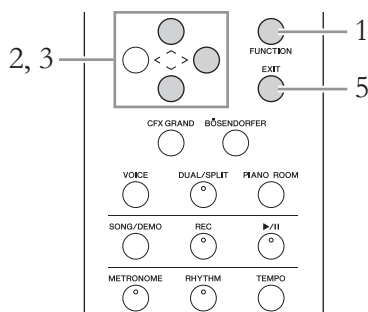 1
FUNCTION
2, 3
< >
EXIT
5
CFX GRAND BÖSENDORFER
VOICE DUAL/SPLIT PIANO ROOM
SONG/DEMO REC ▶/II
METRONOME RHYTHM TEMPO